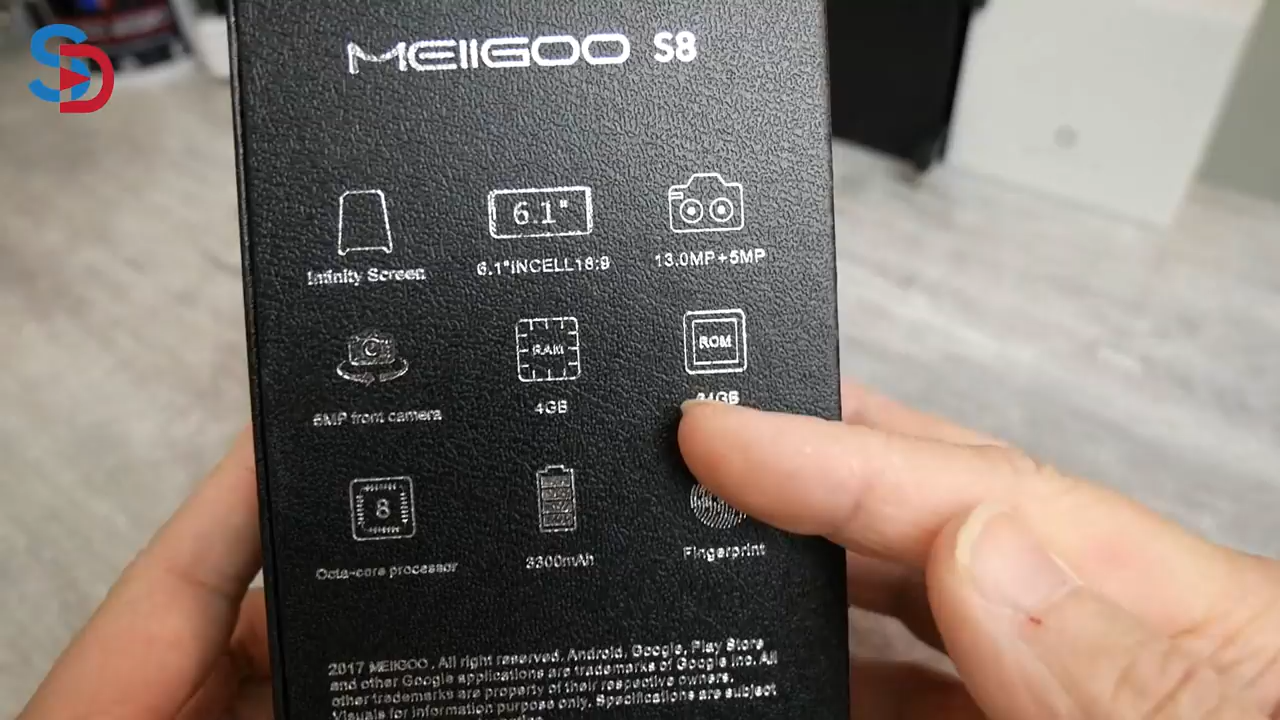 SD
MEIIGOO S8
6.1"
Infinity Screen
6.1"INCELL18:9
13.0MP+5MP
RAM
ROM
5MP front camera
4GB
64GB
8
Octa-core processor
3300mAh
Fingerprint
2017 MEIIGOO . All right reserved, Android, Google, Play Store
and other Google applications are trademarks of Google Inc. All
other trademarks are property of their respective owners.
Visuals for information purpose only. Specifications are subject